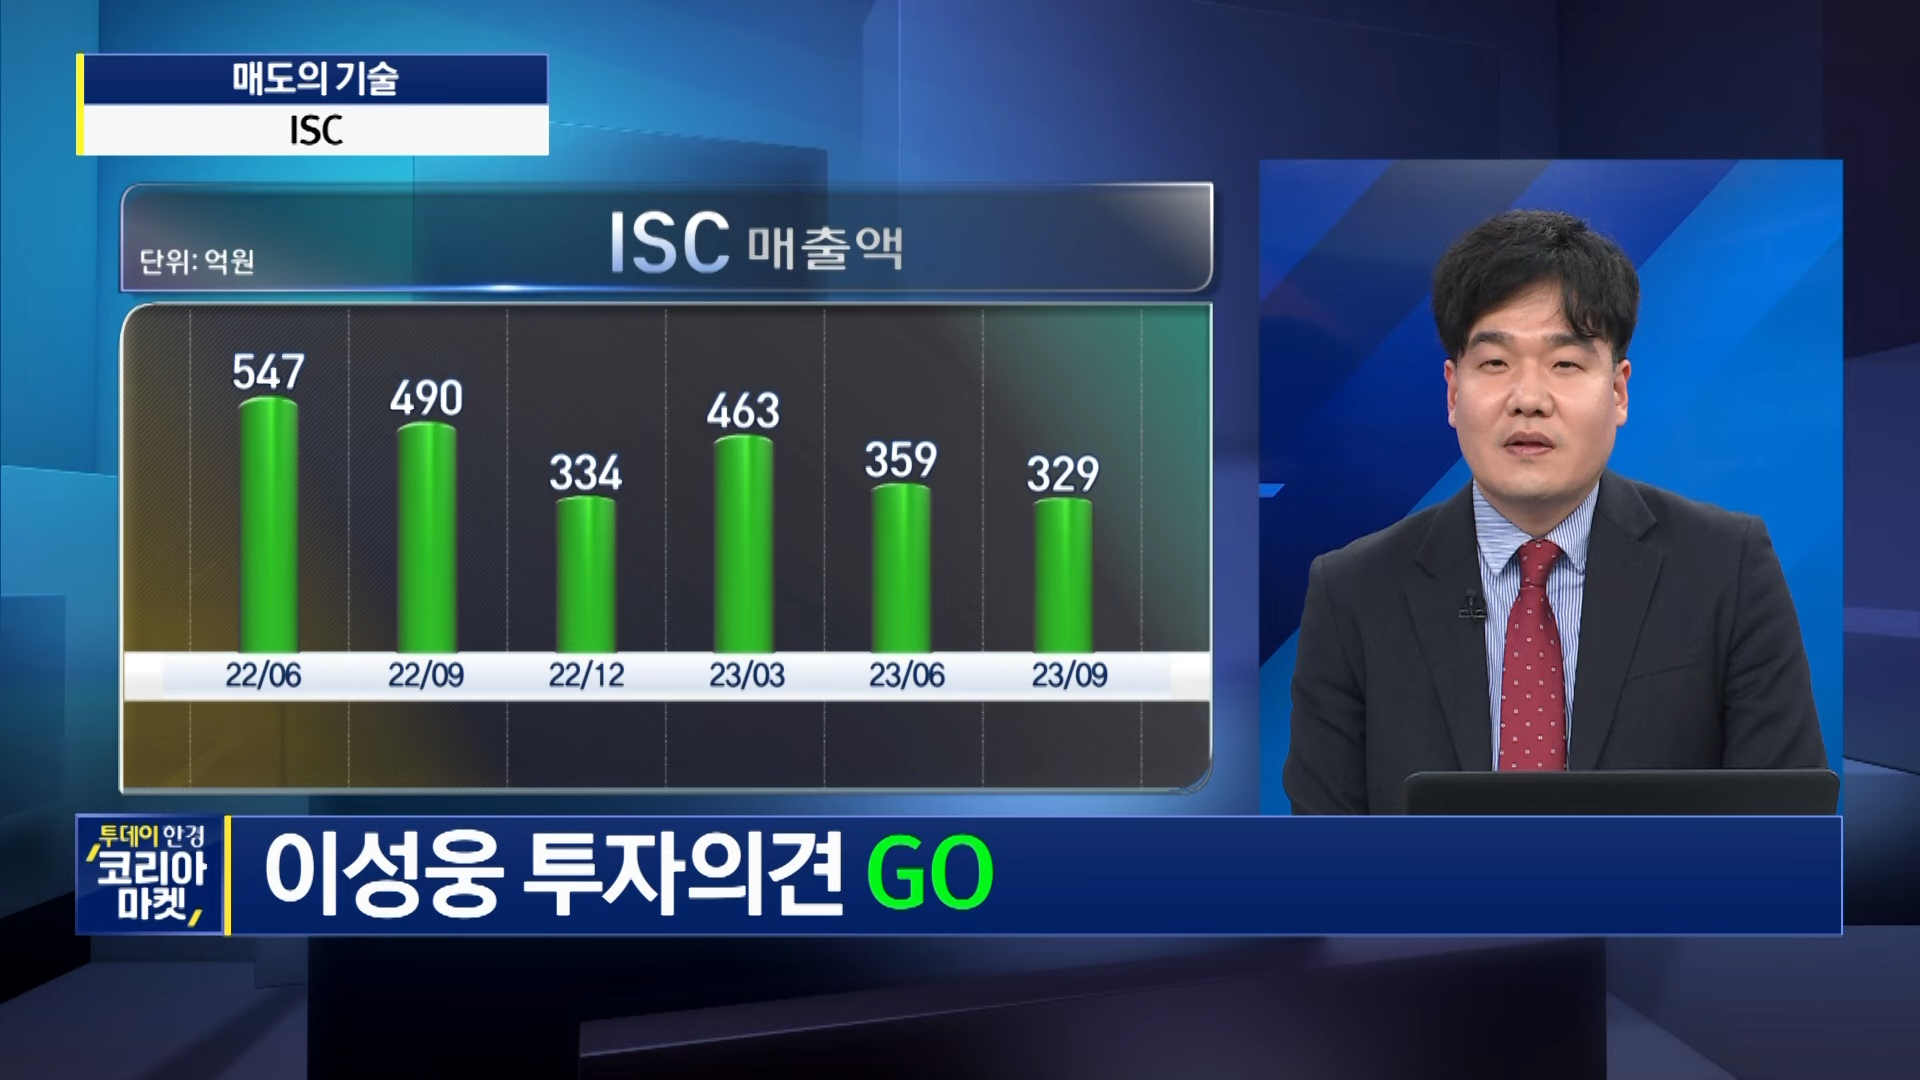 매도의 기술
ISC
ISC 매출액
단위: 억원
547
490
334
463
359
329
22/06
22/09
22/12
23/03
23/06
23/09
투데이 한경
코리아
마켓
이성웅 투자의견 GO